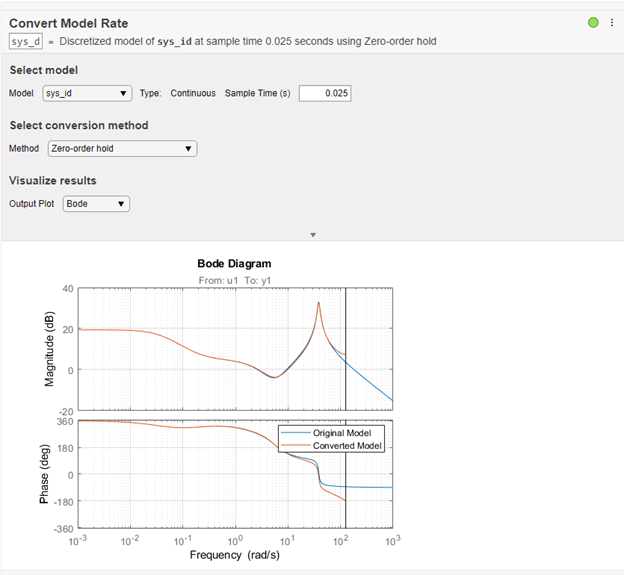 Convert Model Rate
sys_d = Discretized model of sys_id at sample time 0.025 seconds using Zero-order hold
Select model
Model sys_id Type: Continuous Sample Time (s) 0.025
Select conversion method
Method Zero-order hold
Visualize results
Output Plot Bode
Bode Diagram
From: u1 To: y1
40
20
0
-20
Magnitude (dB)
360
180
0
-180
-360
Phase (deg)
Original Model
Converted Model
10^-3 10^-2 10^-1 10^0 10^1 10^2 10^3
Frequency (rad/s)